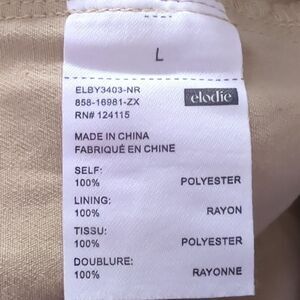 L
ELBY3403-NR
858-16981-ZX
elodie
RN# 124115
MADE IN CHINA
FABRIQUÉ EN CHINE
SELF:
100% POLYESTER
LINING:
100% RAYON
TISSU:
100% POLYESTER
DOUBLURE:
100% RAYONNE